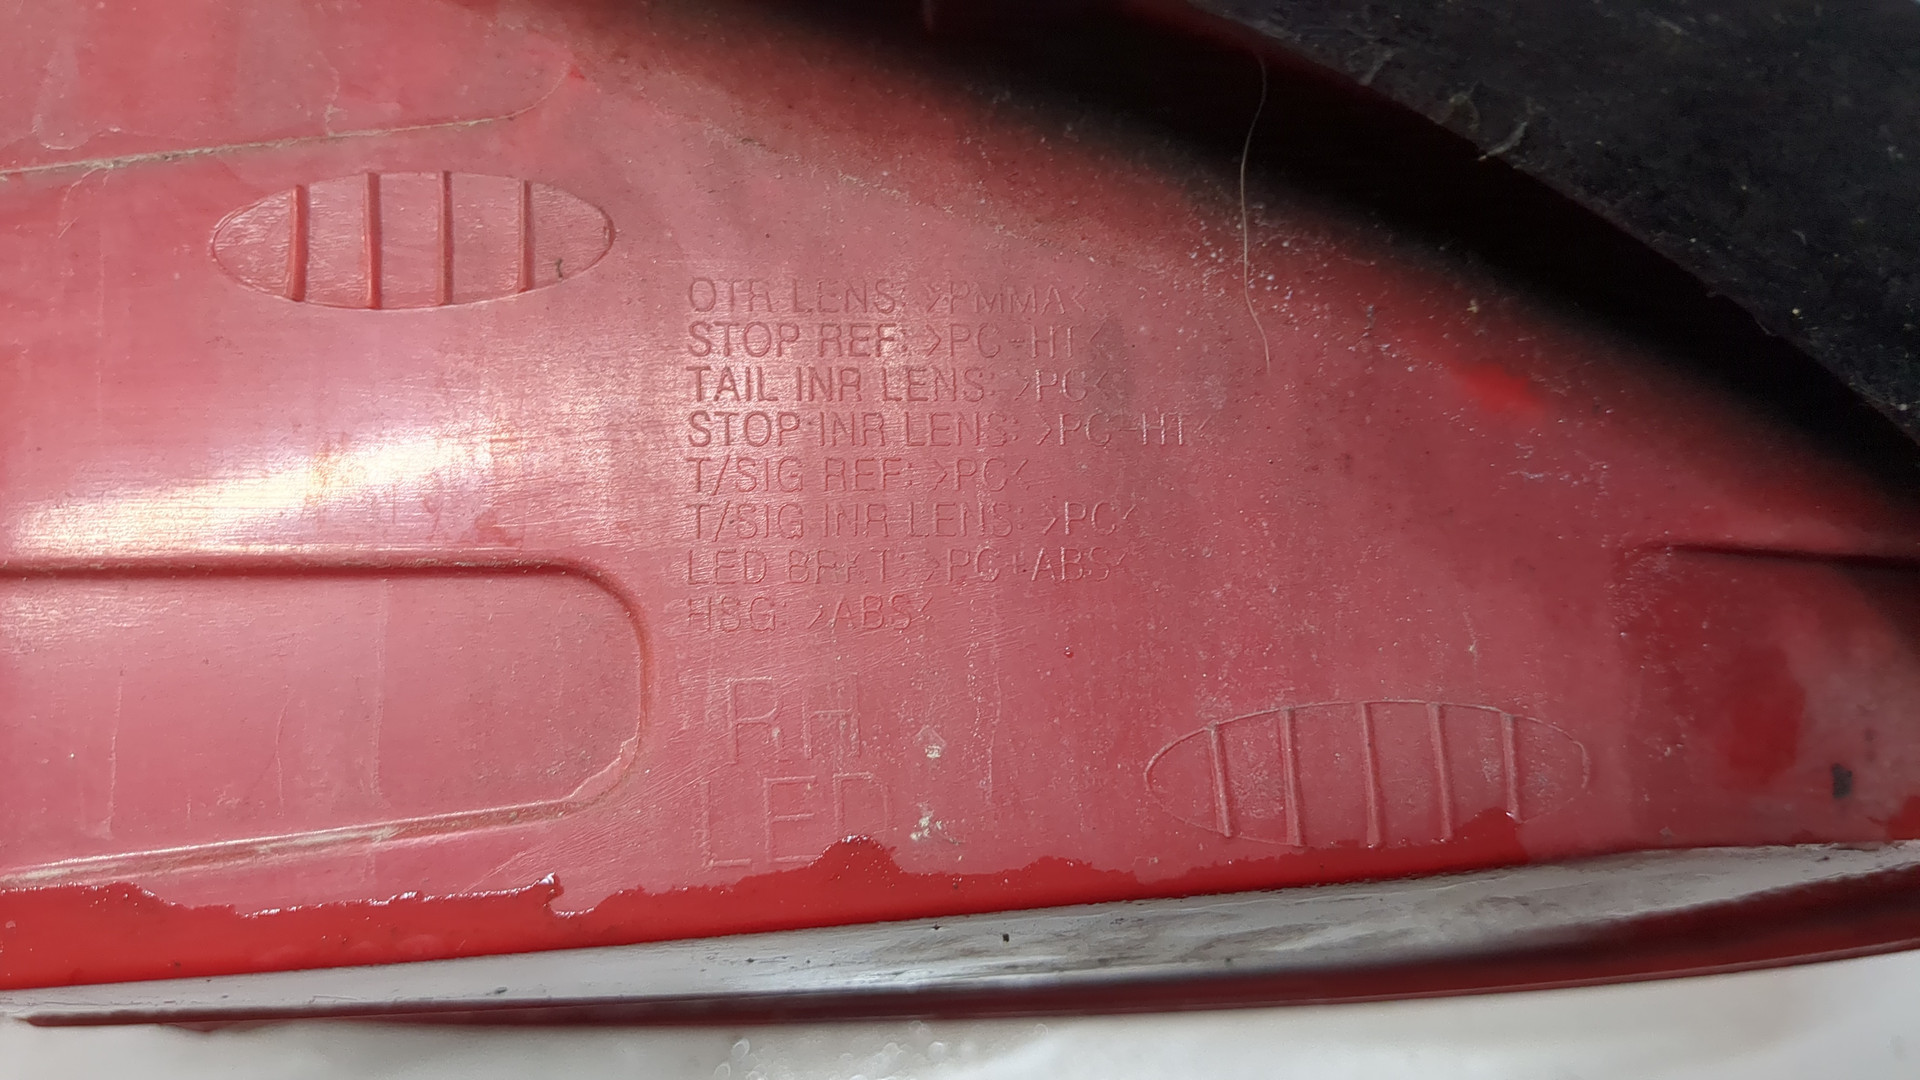 OTR LENS: >PMMA<
STOP REF: >PC-HT<
TAIL INR LENS: >PC<
STOP INR LENS: >PC-HT<
T/SIG REF: >PC<
T/SIG INR LENS: >PC<
LED BRKT: >PC+ABS<
HSG: >ABS<
RH
LED